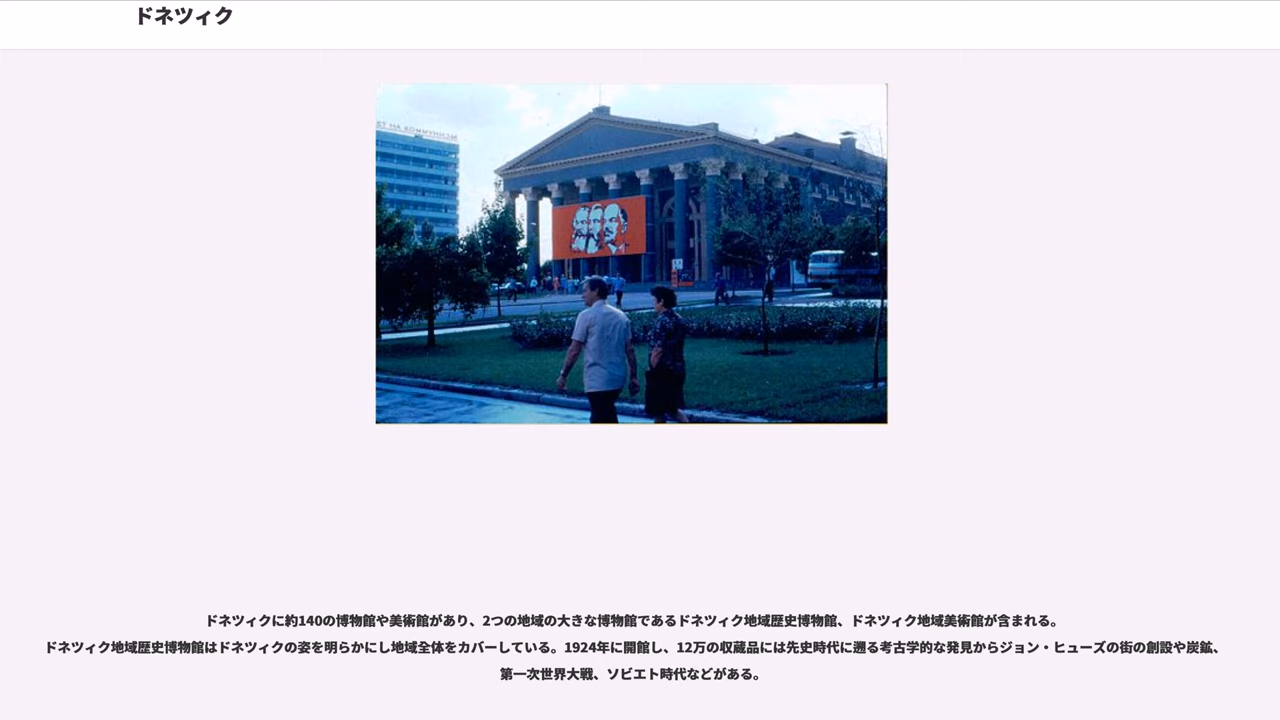 ドネツィク
НА КОММУНИЗМ
ドネツィクに約140の博物館や美術館があり、2つの地域の大きな博物館であるドネツィク地域歴史博物館、ドネツィク地域美術館が含まれる。
ドネツィク地域歴史博物館はドネツィクの姿を明らかにし地域全体をカバーしている。1924年に開館し、12万の収蔵品には先史時代に遡る考古学的な発見からジョン・ヒューズの街の創設や炭鉱、
第一次世界大戦、ソビエト時代などがある。